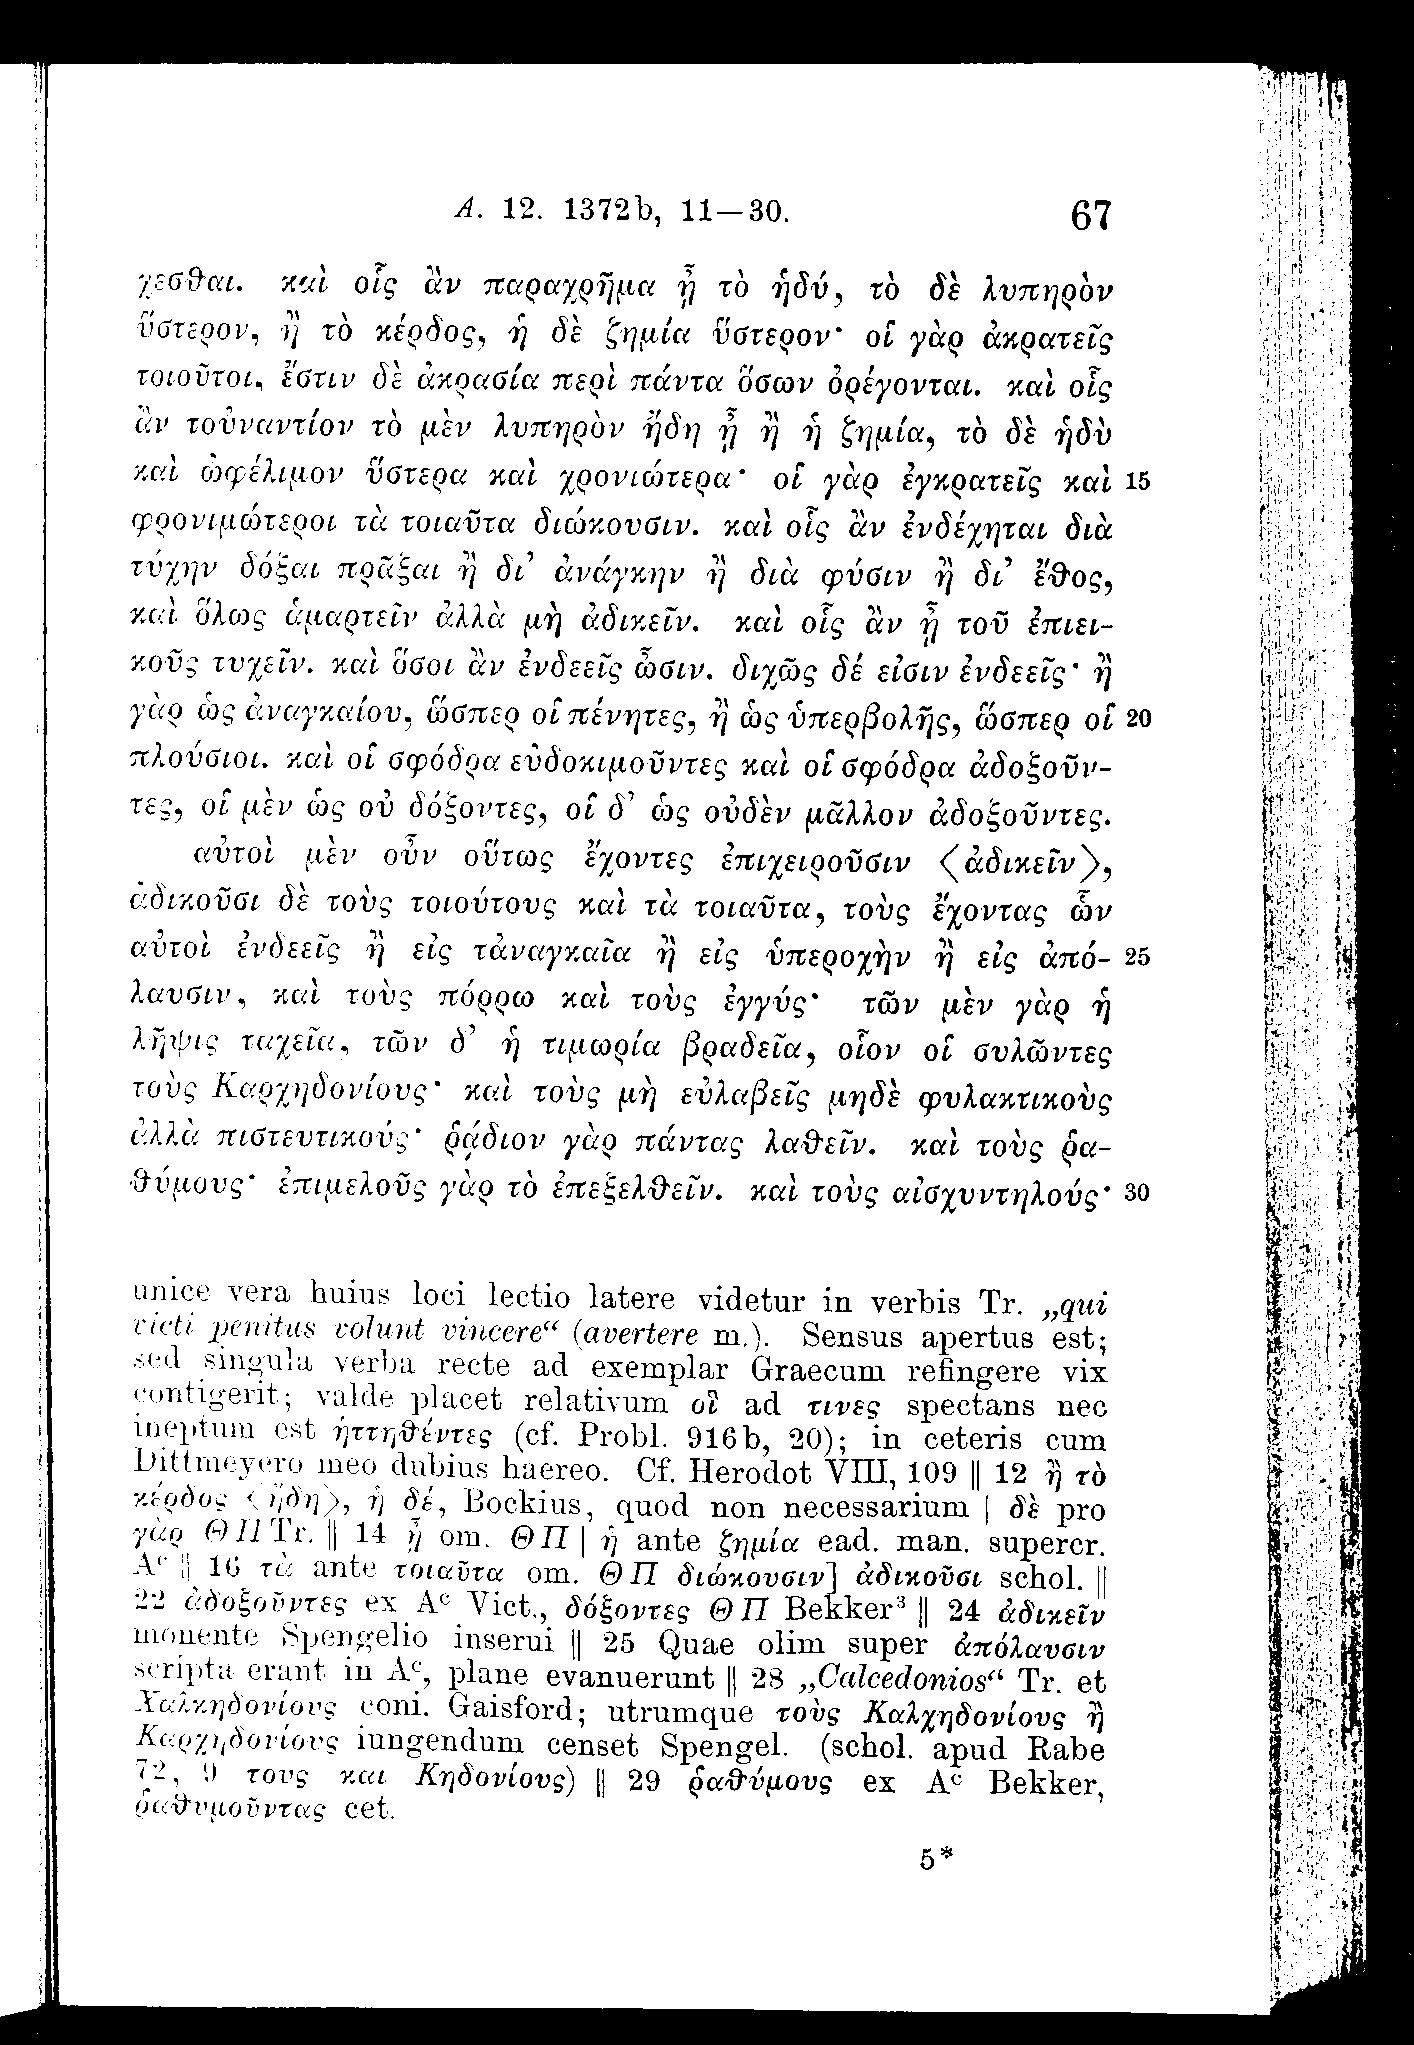 A. 12. 1372b, 11—30. 67
χεσθαι. καὶ οἷς ἂν παραχρῆμα ᾖ τὸ ἡδύ, τὸ δὲ λυπηρὸν
ὕστερον, ἢ τὸ κέρδος, ἡ δὲ ζημία ὕστερον· οἱ γὰρ ἀκρατεῖς
τοιοῦτοι, ἔστιν δὲ ἀκρασία περὶ πάντα ὅσων ὀρέγονται. καὶ οἷς
ἂν τοὐναντίον τὸ μὲν λυπηρὸν ἤδη ᾖ ἢ ἡ ζημία, τὸ δὲ ἡδὺ
καὶ ὠφέλιμον ὕστερα καὶ χρονιώτερα· οἱ γὰρ ἐγκρατεῖς καὶ 15
φρονιμώτεροι τὰ τοιαῦτα διώκουσιν. καὶ οἷς ἂν ἐνδέχηται διὰ
τύχην δόξαι πρᾶξαι ἢ δι’ ἀνάγκην ἢ διὰ φύσιν ἢ δι’ ἔθος,
καὶ ὅλως ἁμαρτεῖν ἀλλὰ μὴ ἀδικεῖν. καὶ οἷς ἂν ᾖ τοῦ ἐπιει-
κοῦς τυχεῖν. καὶ ὅσοι ἂν ἐνδεεῖς ὦσιν. διχῶς δέ εἰσιν ἐνδεεῖς· ἢ
γὰρ ὡς ἀναγκαίου, ὥσπερ οἱ πένητες, ἢ ὡς ὑπερβολῆς, ὥσπερ οἱ 20
πλούσιοι. καὶ οἱ σφόδρα εὐδοκιμοῦντες καὶ οἱ σφόδρα ἀδοξοῦν-
τες, οἱ μὲν ὡς οὐ δόξοντες, οἱ δ’ ὡς οὐδὲν μᾶλλον ἀδοξοῦντες.
αὐτοὶ μὲν οὖν οὕτως ἔχοντες ἐπιχειροῦσιν ⟨ἀδικεῖν⟩,
ἀδικοῦσι δὲ τοὺς τοιούτους καὶ τὰ τοιαῦτα, τοὺς ἔχοντας ὧν
αὐτοὶ ἐνδεεῖς ἢ εἰς τἀναγκαῖα ἢ εἰς ὑπεροχὴν ἢ εἰς ἀπό- 25
λαυσιν, καὶ τοὺς πόρρω καὶ τοὺς ἐγγύς· τῶν μὲν γὰρ ἡ
λῆψις ταχεῖα, τῶν δ’ ἡ τιμωρία βραδεῖα, οἷον οἱ συλῶντες
τοὺς Καρχηδονίους· καὶ τοὺς μὴ εὐλαβεῖς μηδὲ φυλακτικοὺς
ἀλλὰ πιστευτικούς· ῥᾴδιον γὰρ πάντας λαθεῖν. καὶ τοὺς ῥα-
θύμους· ἐπιμελοῦς γὰρ τὸ ἐπεξελθεῖν. καὶ τοὺς αἰσχυντηλούς· 30
unice vera huius loci lectio latere videtur in verbis Tr. „qui
victi penitus volunt vincere“ (avertere m.). Sensus apertus est;
sed singula verba recte ad exemplar Graecum refingere vix
contigerit; valde placet relativum οἳ ad τινες spectans nec
ineptum est ἡττηθέντες (cf. Probl. 916b, 20); in ceteris cum
Dittmeyero meo dubius haereo. Cf. Herodot VIII, 109 ‖ 12 ἢ τὸ
κέρδος ⟨ἤδη⟩, ἡ δέ, Bockius, quod non necessarium | δὲ pro
γὰρ ΘΠ Tr. ‖ 14 ᾖ om. ΘΠ | ἡ ante ζημία ead. man. supercr.
Aᶜ ‖ 16 τὰ ante τοιαῦτα om. ΘΠ διώκουσιν] ἀδικοῦσι schol. ‖
22 ἀδοξοῦντες ex Aᶜ Vict., δόξοντες ΘΠ Bekker³ ‖ 24 ἀδικεῖν
monente Spengelio inserui ‖ 25 Quae olim super ἀπόλαυσιν
scripta erant in Aᶜ, plane evanuerunt ‖ 28 „Calcedonios“ Tr. et
Χαλκηδονίους coni. Gaisford; utrumque τοὺς Καλχηδονίους ἢ
Καρχηδονίους iungendum censet Spengel. (schol. apud Rabe
72, 9 τους και Κηδονίους) ‖ 29 ῥαθύμους ex Aᶜ Bekker,
ῥαθυμοῦντας cet.
5*